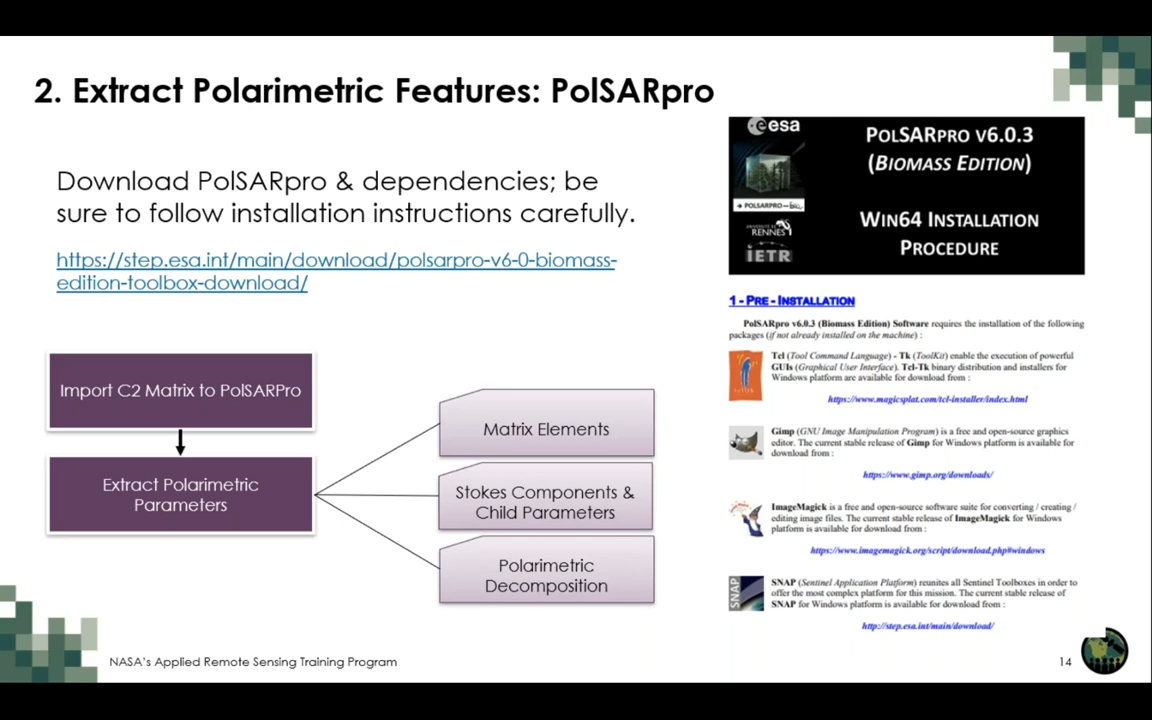 2. Extract Polarimetric Features: PolSARpro
Download PolSARpro & dependencies; be
sure to follow installation instructions carefully.
https://step.esa.int/main/download/polsarpro-v6-0-biomass-
edition-toolbox-download/
Import C2 Matrix to PolSARPro
Extract Polarimetric
Parameters
Matrix Elements
Stokes Components &
Child Parameters
Polarimetric
Decomposition
esa
POLSARPRO V6.0.3
(BIOMASS EDITION)
WIN64 INSTALLATION
PROCEDURE
RENNES
IETR
1 - PRE - INSTALLATION
PolSARpro v6.0.3 (Biomass Edition) Software requires the installation of the following
packages (if not already installed on the machine) :
Tcl (Tool Command Language) - Tk (ToolKit) enable the execution of powerful
GUIs (Graphical User Interface). Tcl-Tk binary distribution and installers for
Windows platform are available for download from :
https://www.magicsplat.com/tcl-installer/index.html
Gimp (GNU Image Manipulation Program) is a free and open-source graphics
editor. The current stable release of Gimp for Windows platform is available for
download from :
https://www.gimp.org/downloads/
ImageMagick is a free and open-source software suite for converting / creating /
editing image files. The current stable release of ImageMagick for Windows
platform is available for download from :
https://www.imagemagick.org/script/download.php#windows
SNAP
SNAP (Sentinel Application Platform) reunites all Sentinel Toolboxes in order to
offer the most complex platform for this mission. The current stable release of
SNAP for Windows platform is available for download from :
http://step.esa.int/main/download/
NASA's Applied Remote Sensing Training Program
14